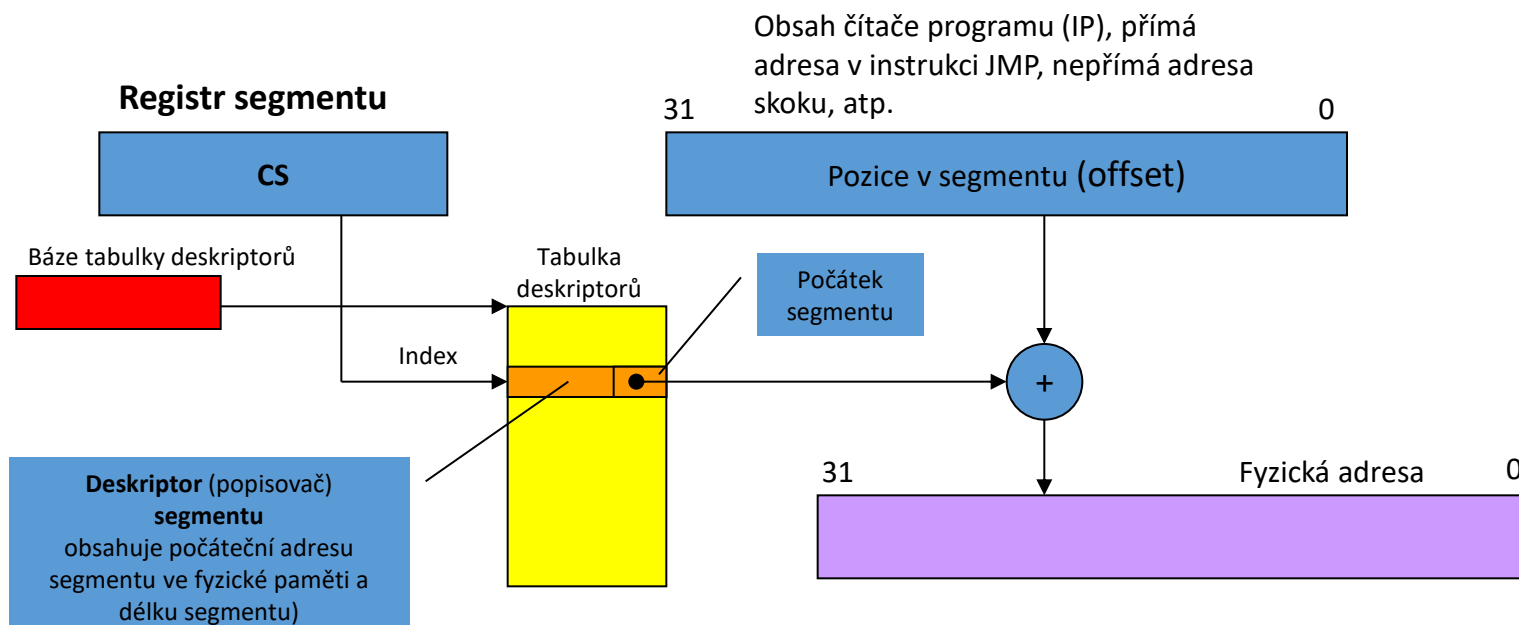 Obsah čítače programu (IP), přímá
adresa v instrukci JMP, nepřímá adresa
skoku, atp.
Registr segmentu
31
0
CS
Pozice v segmentu (offset)
Báze tabulky deskriptorů
Tabulka
deskriptorů
Počátek
segmentu
Index
+
Deskriptor (popisovač)
segmentu
obsahuje počáteční adresu
segmentu ve fyzické paměti a
délku segmentu)
31
Fyzická adresa
0